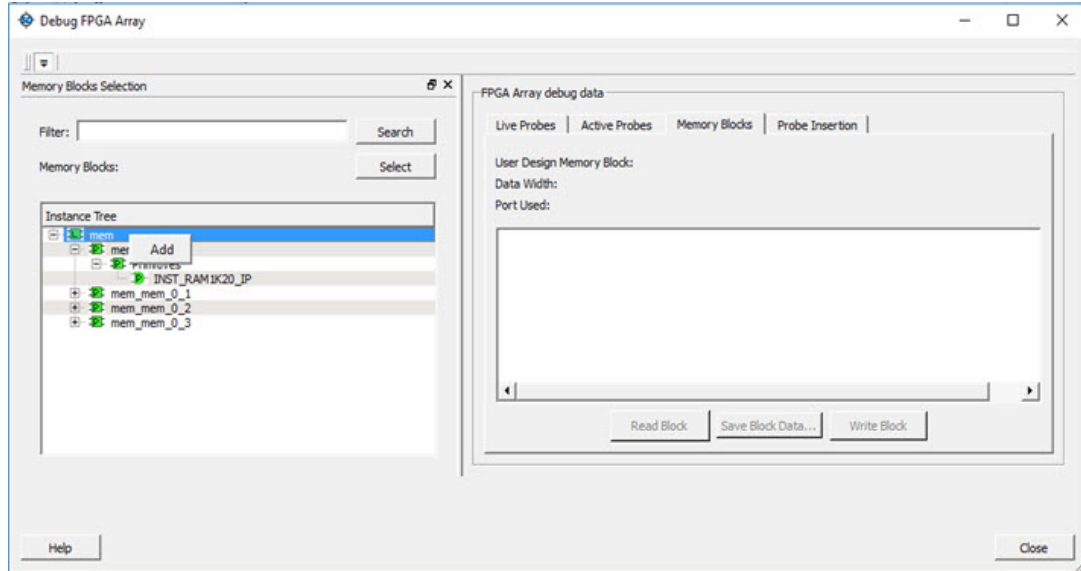 Debug FPGA Array
Memory Blocks Selection
Filter:
Search
Memory Blocks:
Select
Instance Tree
mem
Add
Primitives
INST_RAM1K20_IP
mem_mem_0_1
mem_mem_0_2
mem_mem_0_3
FPGA Array debug data
Live Probes
Active Probes
Memory Blocks
Probe Insertion
User Design Memory Block:
Data Width:
Port Used:
Read Block
Save Block Data...
Write Block
Help
Close